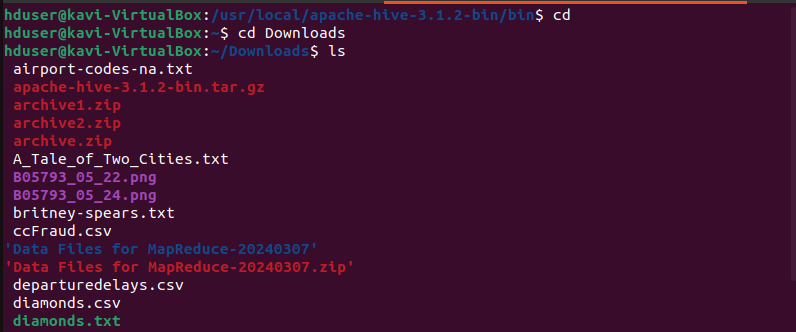 hduser@kavi-VirtualBox:/usr/local/apache-hive-3.1.2-bin/bin$ cd
hduser@kavi-VirtualBox:~$ cd Downloads
hduser@kavi-VirtualBox:~/Downloads$ ls
airport-codes-na.txt
apache-hive-3.1.2-bin.tar.gz
archive1.zip
archive2.zip
archive.zip
A_Tale_of_Two_Cities.txt
B05793_05_22.png
B05793_05_24.png
britney-spears.txt
ccFraud.csv
'Data Files for MapReduce-20240307'
'Data Files for MapReduce-20240307.zip'
departuredelays.csv
diamonds.csv
diamonds.txt